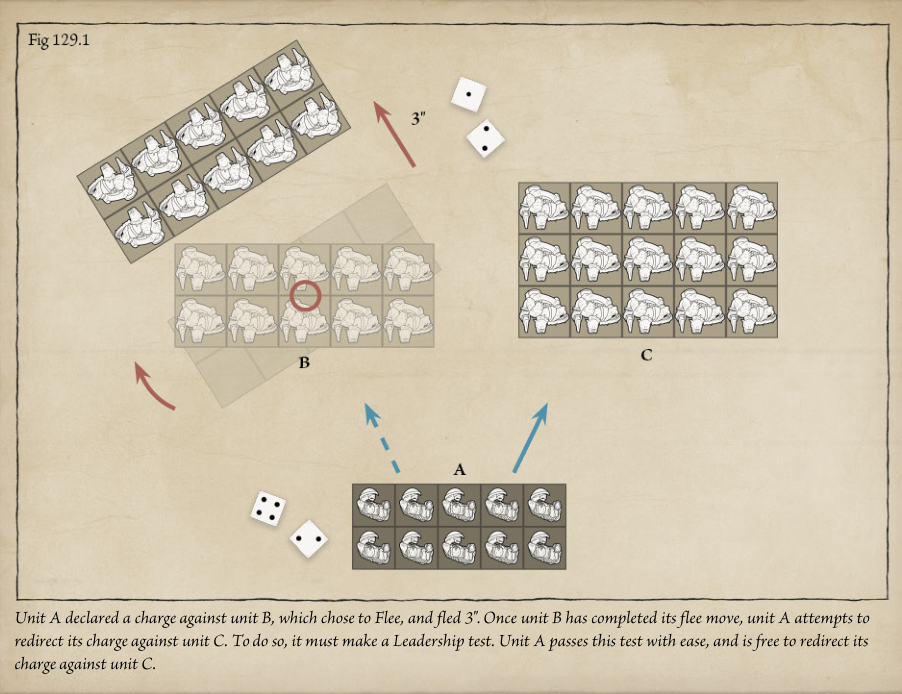 Fig 129.1
3"
B
C
A
Unit A declared a charge against unit B, which chose to Flee, and fled 3". Once unit B has completed its flee move, unit A attempts to
redirect its charge against unit C. To do so, it must make a Leadership test. Unit A passes this test with ease, and is free to redirect its
charge against unit C.